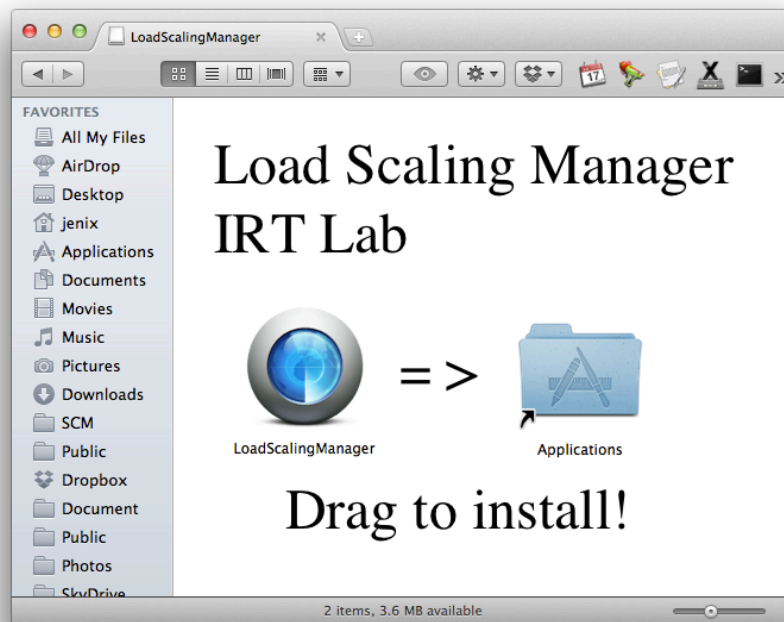 LoadScalingManager
17
FAVORITES
All My Files
AirDrop
Desktop
jenix
Applications
Documents
Movies
Music
Pictures
Downloads
SCM
Public
Dropbox
Document
Public
Photos
SkyDrive
Load Scaling Manager
IRT Lab
=>
LoadScalingManager
Applications
Drag to install!
2 items, 3.6 MB available